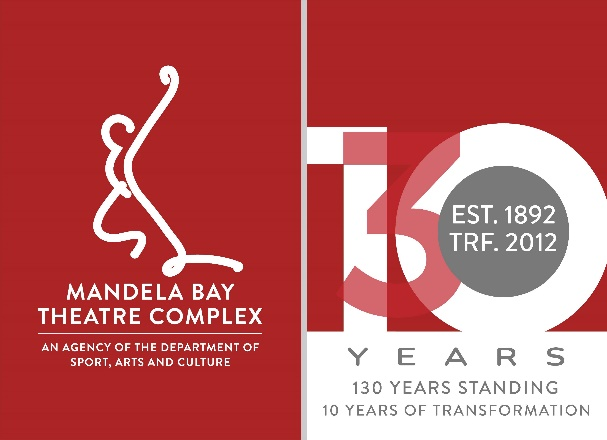 MANDELA BAY
THEATRE COMPLEX
AN AGENCY OF THE DEPARTMENT OF
SPORT, ARTS AND CULTURE
130
EST. 1892
TRF. 2012
YEARS
130 YEARS STANDING
10 YEARS OF TRANSFORMATION